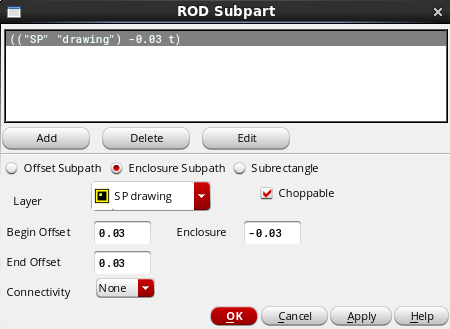 ROD Subpart
(("SP" "drawing") -0.03 t)
Add Delete Edit
Offset Subpath Enclosure Subpath Subrectangle
Layer SP drawing Choppable
Begin Offset 0.03 Enclosure -0.03
End Offset 0.03
Connectivity None
OK Cancel Apply Help